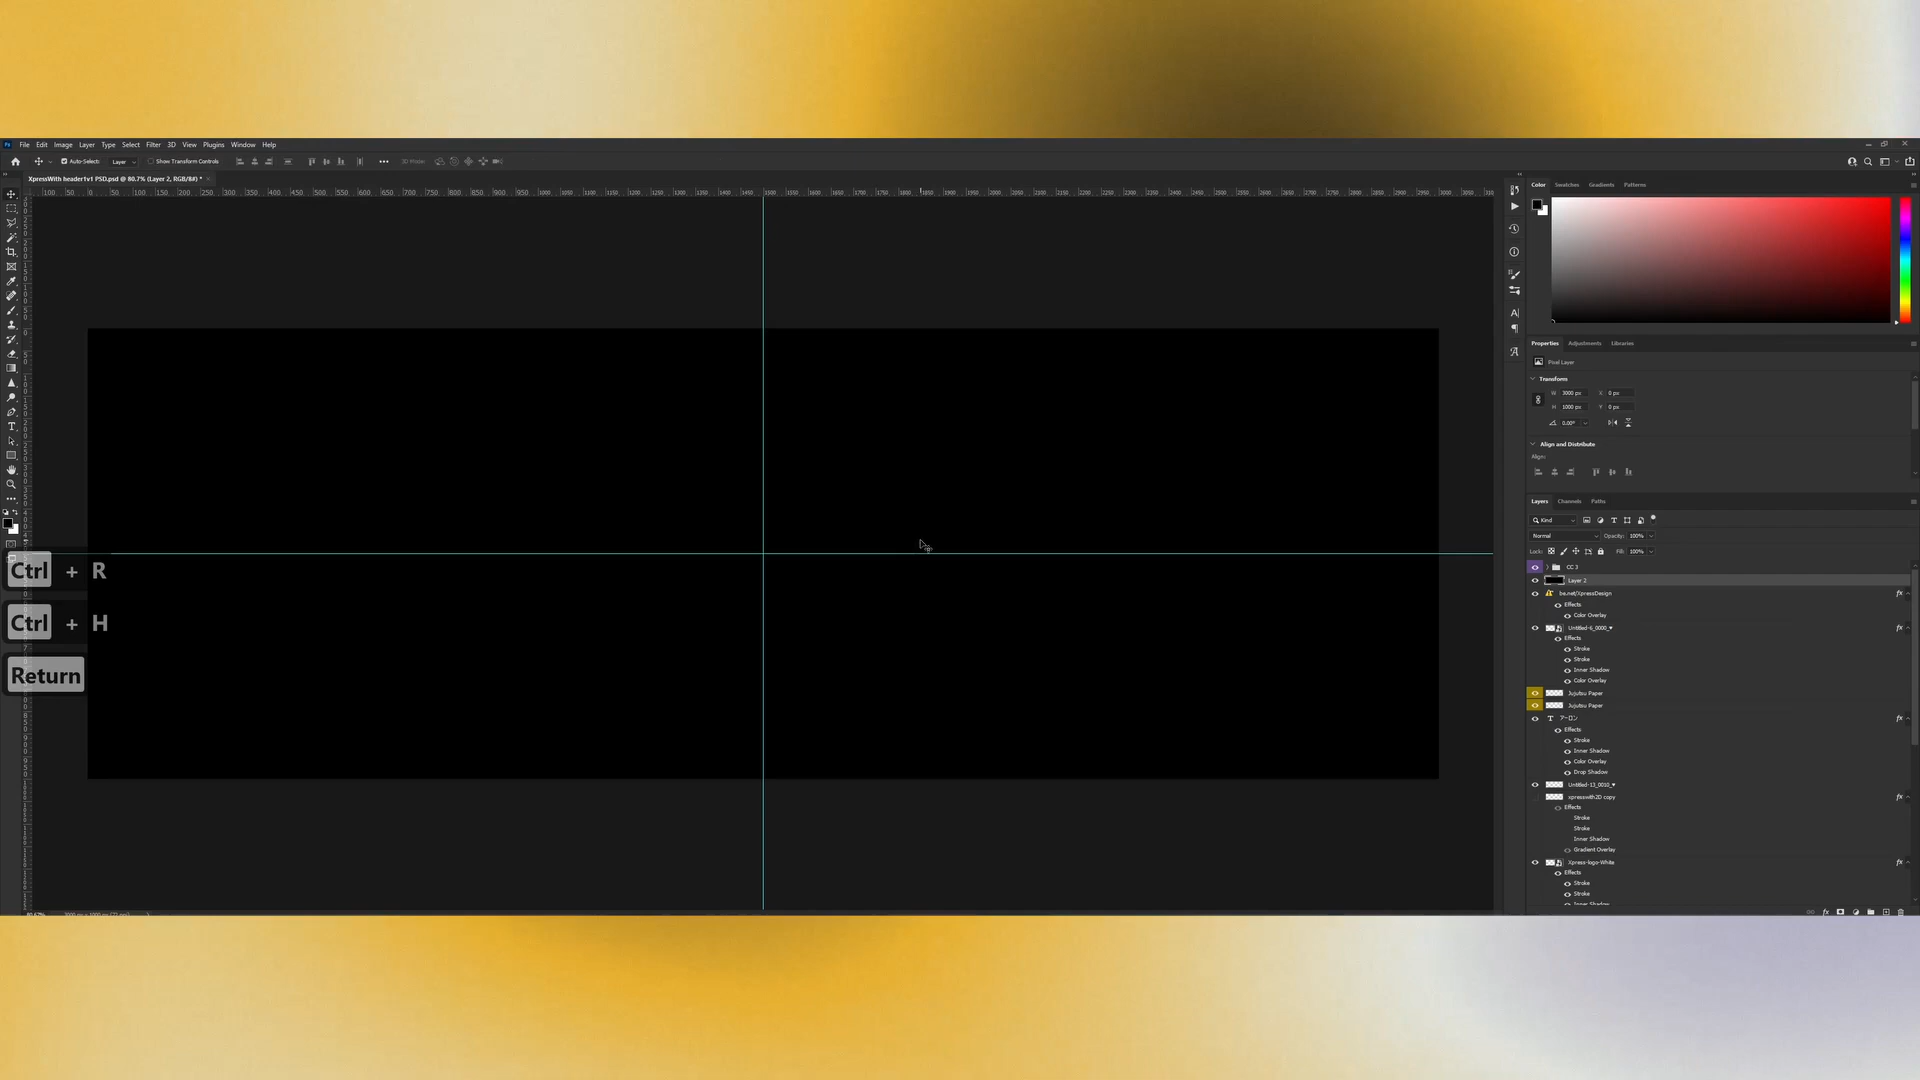 File Edit Image Layer Type Select Filter 3D View Plugins Window Help
Auto-Select: Layer Show Transform Controls 3D Mode:
XpressWith header1v1 PSD.psd @ 80.7% (Layer 2, RGB/8#) *
Color Swatches Gradients Patterns
Properties Adjustments Libraries
Pixel Layer
Transform
W 3000 px X 0 px
H 1000 px Y 0 px
0.00°
Align and Distribute
Align:
Layers Channels Paths
Kind
Normal Opacity: 100%
Lock: Fill: 100%
CC 3
Layer 2
be.net/XpressDesign
Effects
Color Overlay
Untitled-6_0000_♥
Effects
Stroke
Stroke
Inner Shadow
Color Overlay
Jujutsu Paper
Jujutsu Paper
アーロン
Effects
Stroke
Inner Shadow
Color Overlay
Drop Shadow
Untitled-13_0010_♥
xpresswith2D copy
Effects
Stroke
Stroke
Inner Shadow
Gradient Overlay
Xpress-logo-White
Effects
Stroke
Stroke
Ctrl + R
Ctrl + H
Return